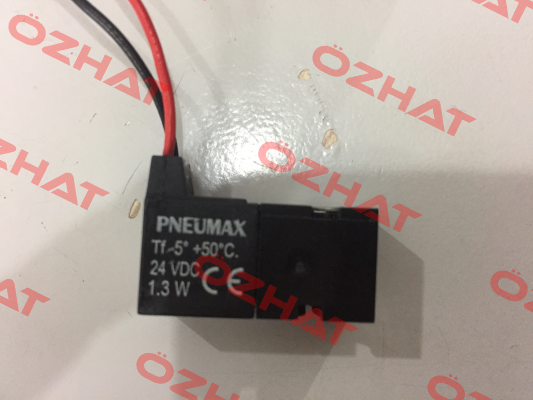 PNEUMAX
Tf.-5° +50°C.
24 VDC
1.3 W
CE
ÖZHAT
ÖZHAT
ÖZHAT
ÖZHAT
ÖZHAT
ÖZHAT
ÖZHAT